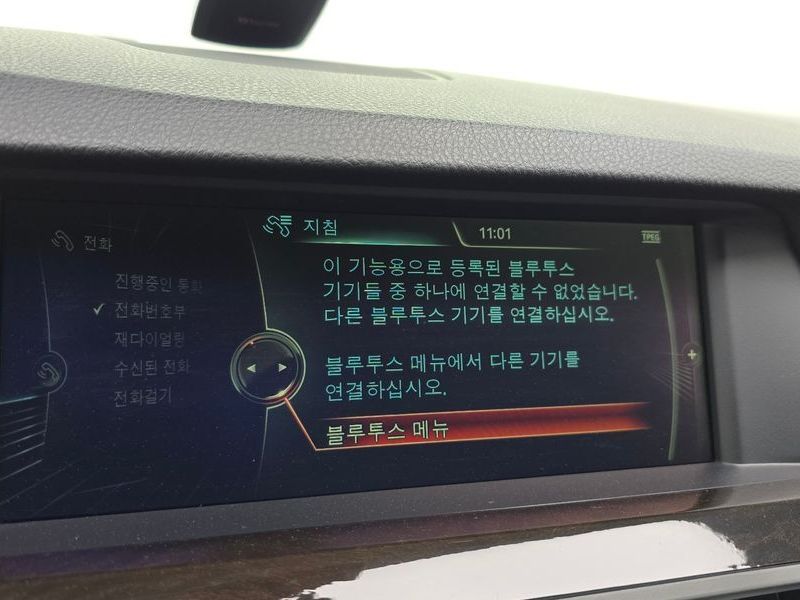 전화
진행중인 통화
전화번호부
재다이얼링
수신된 전화
전화걸기
지침
11:01
TPEG
이 기능용으로 등록된 블루투스
기기들 중 하나에 연결할 수 없었습니다.
다른 블루투스 기기를 연결하십시오.
블루투스 메뉴에서 다른 기기를
연결하십시오.
블루투스 메뉴